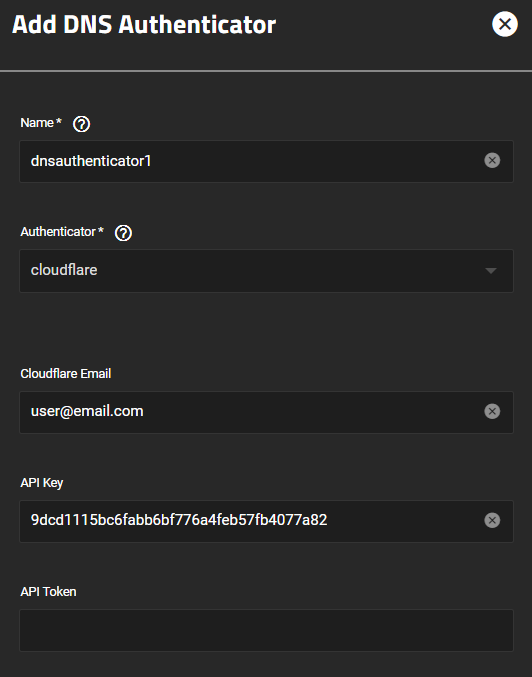 Add DNS Authenticator
Name *
dnsauthenticator1
Authenticator *
cloudflare
Cloudflare Email
user@email.com
API Key
9dcd1115bc6fabb6bf776a4feb57fb4077a82
API Token